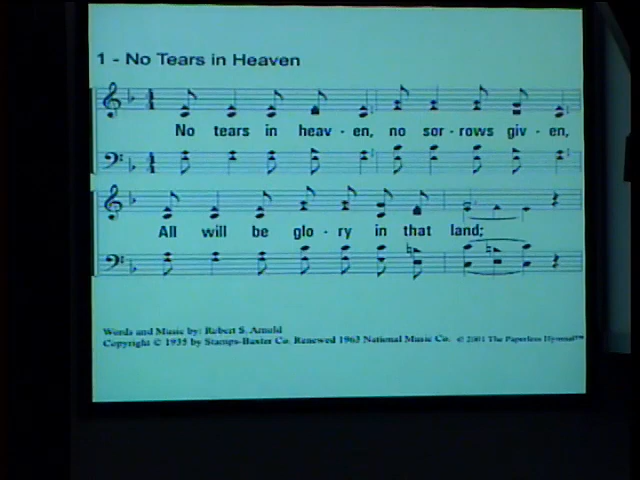 1 - No Tears in Heaven
No tears in heav - en, no sor - rows giv - en,
All will be glo - ry in that land;
Words and Music by: Robert S. Arnold
Copyright © 1935 by Stamps-Baxter Co. Renewed 1963 National Music Co. © 2001 The Paperless Hymnal™